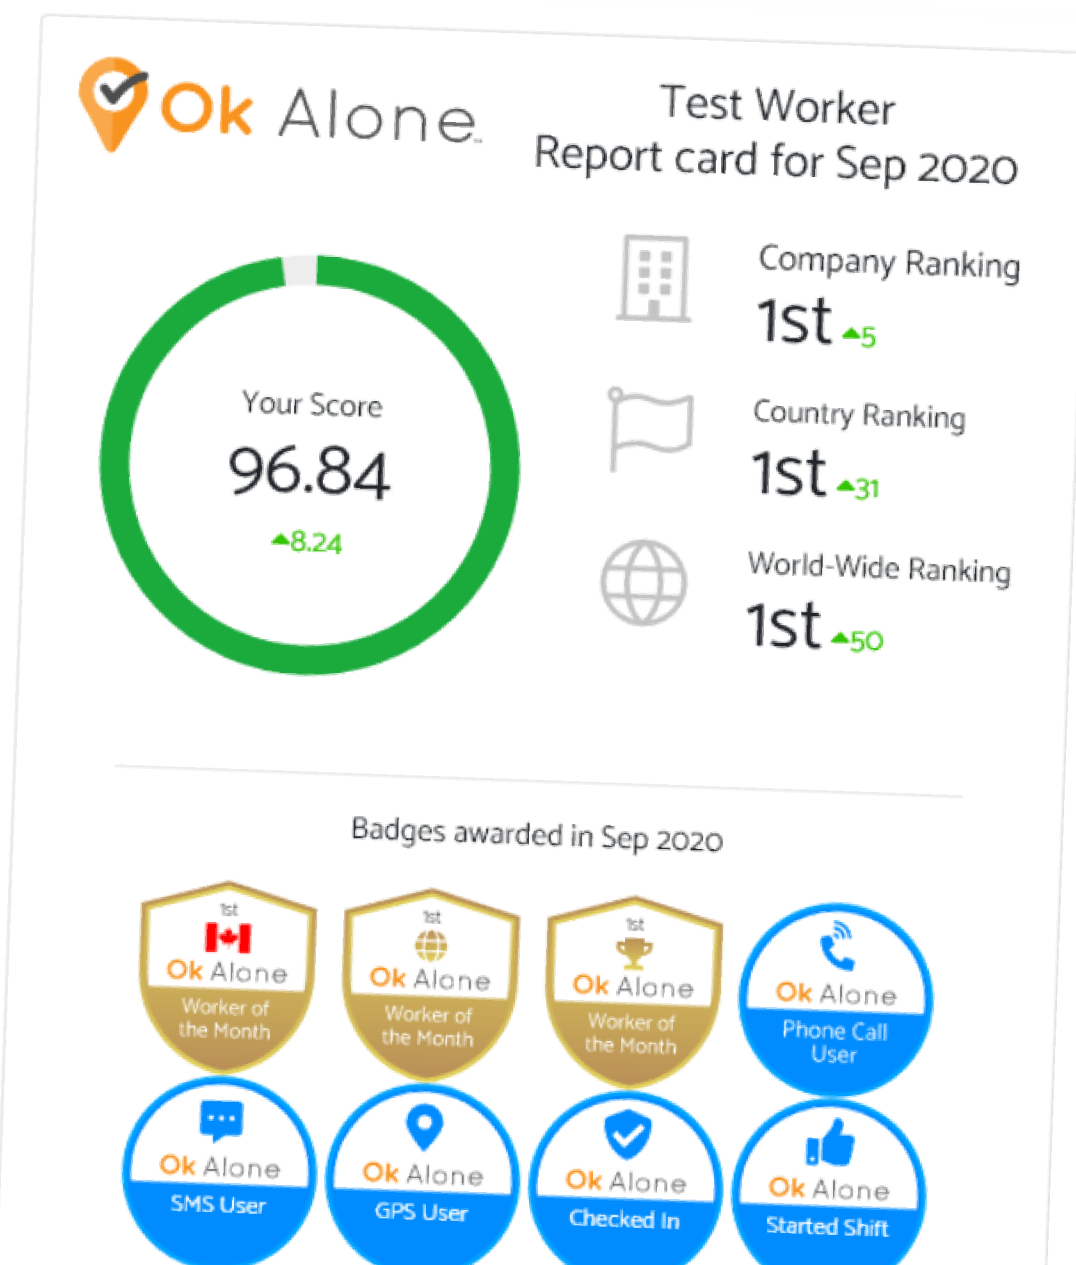 Ok Alone™
Test Worker
Report card for Sep 2020
Your Score
96.84
8.24
Company Ranking
1st 5
Country Ranking
1st 31
World-Wide Ranking
1st 50
Badges awarded in Sep 2020
1st
Ok Alone
Worker of
the Month
1st
Ok Alone
Worker of
the Month
1st
Ok Alone
Worker of
the Month
Ok Alone
Phone Call
User
Ok Alone
SMS User
Ok Alone
GPS User
Ok Alone
Checked In
Ok Alone
Started Shift